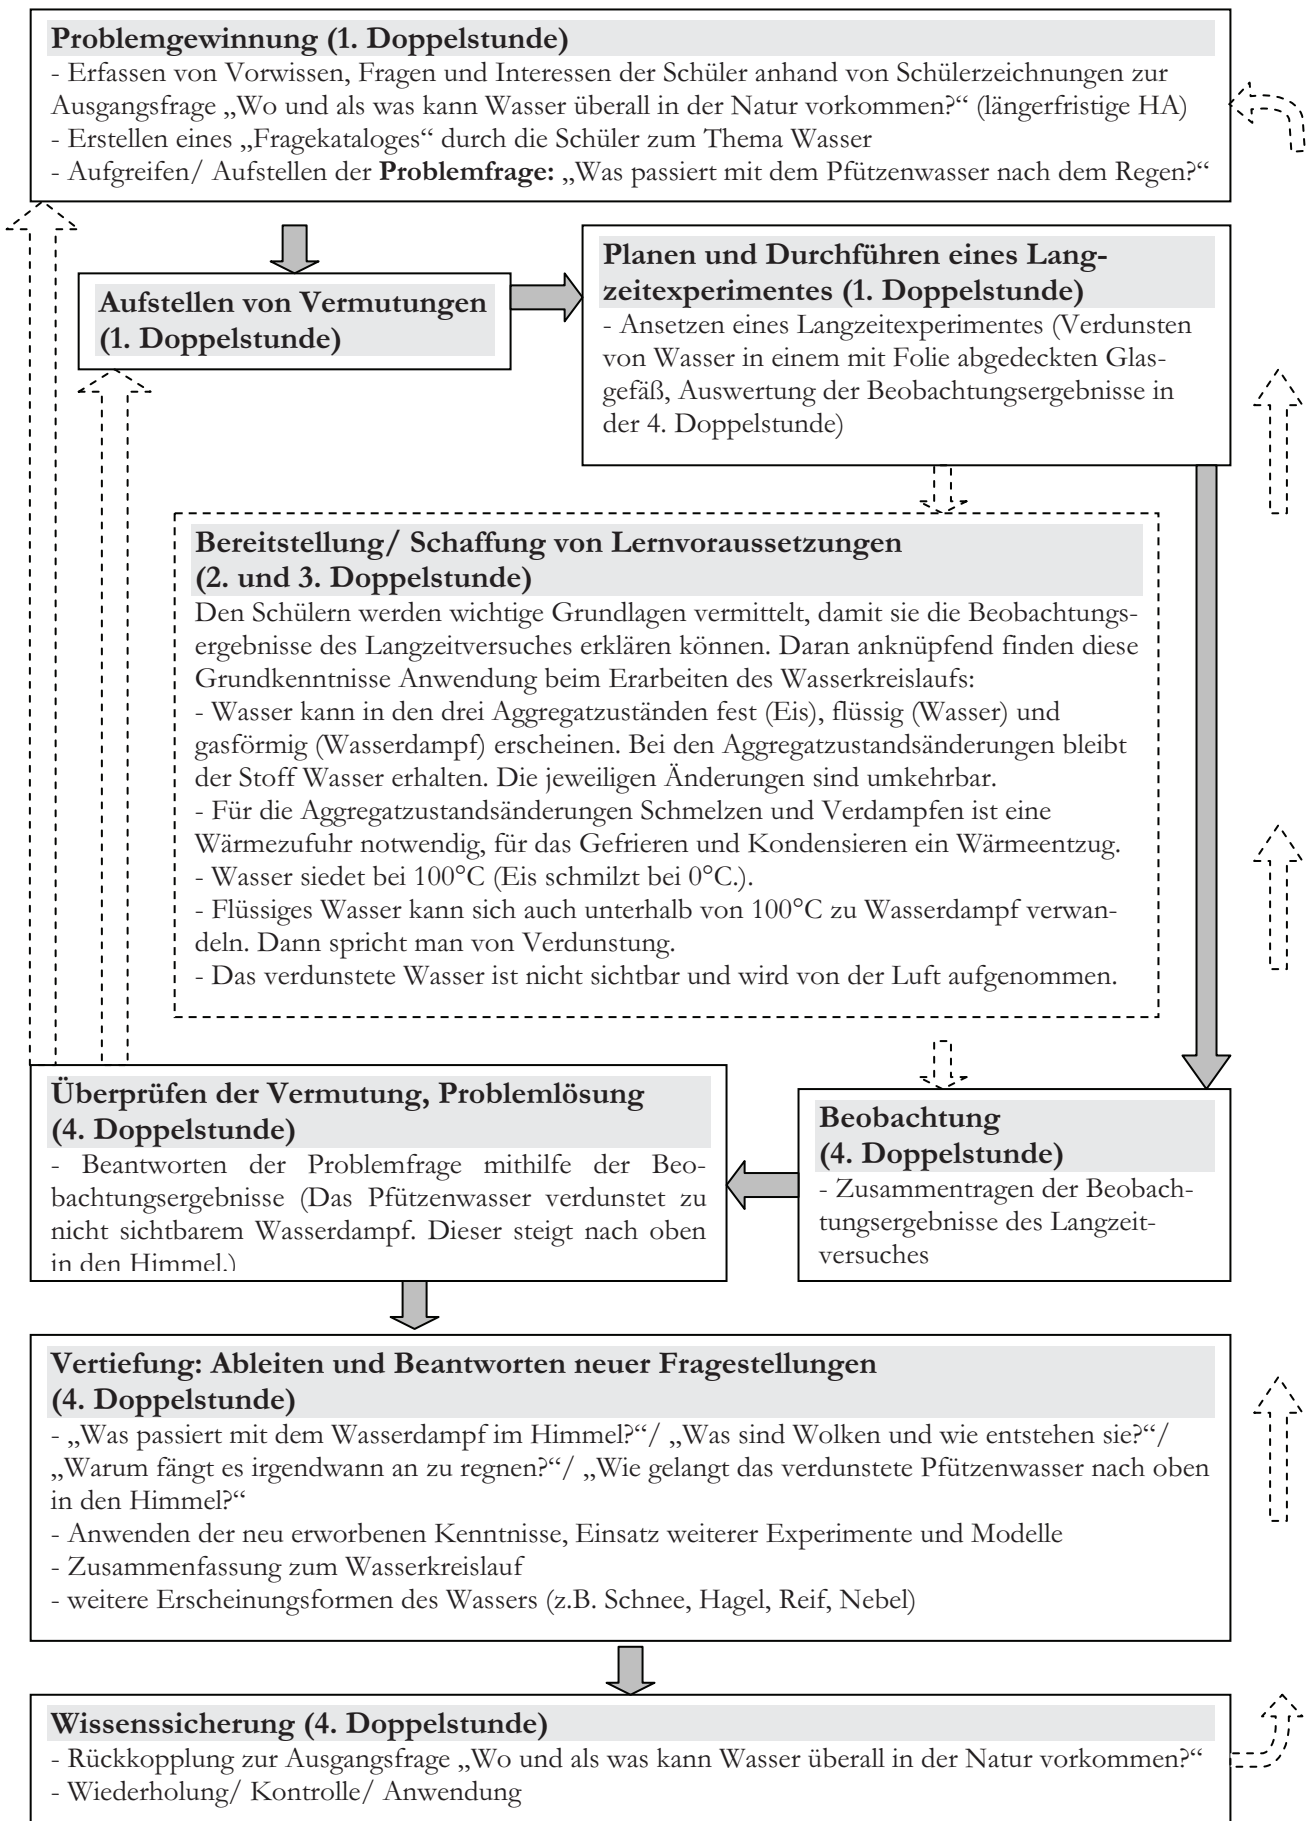 Problemgewinnung (1. Doppelstunde)
- Erfassen von Vorwissen, Fragen und Interessen der Schüler anhand von Schülerzeichnungen zur
Ausgangsfrage „Wo und als was kann Wasser überall in der Natur vorkommen?“ (längerfristige HA)
- Erstellen eines „Fragekataloges“ durch die Schüler zum Thema Wasser
- Aufgreifen/ Aufstellen der Problemfrage: „Was passiert mit dem Pfützenwasser nach dem Regen?“
Aufstellen von Vermutungen
(1. Doppelstunde)
Planen und Durchführen eines Lang-
zeitexperimentes (1. Doppelstunde)
- Ansetzen eines Langzeitexperimentes (Verdunsten
von Wasser in einem mit Folie abgedeckten Glas-
gefäß, Auswertung der Beobachtungsergebnisse in
der 4. Doppelstunde)
Bereitstellung/ Schaffung von Lernvoraussetzungen
(2. und 3. Doppelstunde)
Den Schülern werden wichtige Grundlagen vermittelt, damit sie die Beobachtungs-
ergebnisse des Langzeitversuches erklären können. Daran anknüpfend finden diese
Grundkenntnisse Anwendung beim Erarbeiten des Wasserkreislaufs:
- Wasser kann in den drei Aggregatzuständen fest (Eis), flüssig (Wasser) und
gasförmig (Wasserdampf) erscheinen. Bei den Aggregatzustandsänderungen bleibt
der Stoff Wasser erhalten. Die jeweiligen Änderungen sind umkehrbar.
- Für die Aggregatzustandsänderungen Schmelzen und Verdampfen ist eine
Wärmezufuhr notwendig, für das Gefrieren und Kondensieren ein Wärmeentzug.
- Wasser siedet bei 100°C (Eis schmilzt bei 0°C.).
- Flüssiges Wasser kann sich auch unterhalb von 100°C zu Wasserdampf verwan-
deln. Dann spricht man von Verdunstung.
- Das verdunstete Wasser ist nicht sichtbar und wird von der Luft aufgenommen.
Überprüfen der Vermutung, Problemlösung
(4. Doppelstunde)
- Beantworten der Problemfrage mithilfe der Beo-
bachtungsergebnisse (Das Pfützenwasser verdunstet zu
nicht sichtbarem Wasserdampf. Dieser steigt nach oben
in den Himmel.)
Beobachtung
(4. Doppelstunde)
- Zusammentragen der Beobach-
tungsergebnisse des Langzeit-
versuches
Vertiefung: Ableiten und Beantworten neuer Fragestellungen
(4. Doppelstunde)
- „Was passiert mit dem Wasserdampf im Himmel?“/ „Was sind Wolken und wie entstehen sie?“/
„Warum fängt es irgendwann an zu regnen?“/ „Wie gelangt das verdunstete Pfützenwasser nach oben
in den Himmel?“
- Anwenden der neu erworbenen Kenntnisse, Einsatz weiterer Experimente und Modelle
- Zusammenfassung zum Wasserkreislauf
- weitere Erscheinungsformen des Wassers (z.B. Schnee, Hagel, Reif, Nebel)
Wissenssicherung (4. Doppelstunde)
- Rückkopplung zur Ausgangsfrage „Wo und als was kann Wasser überall in der Natur vorkommen?“
- Wiederholung/ Kontrolle/ Anwendung